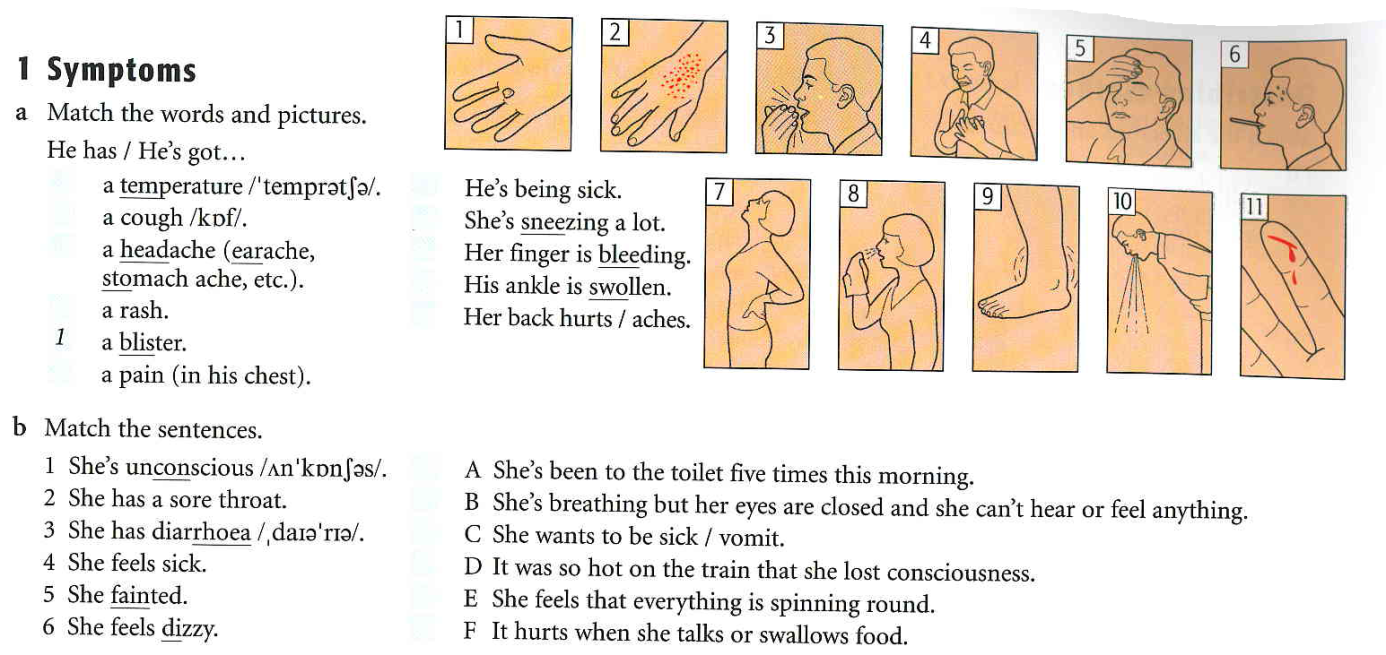 1 Symptoms
a Match the words and pictures.
He has / He's got…
a temperature /ˈtemprətʃə/.
a cough /kɒf/.
a headache (earache,
stomach ache, etc.).
a rash.
1 a blister.
a pain (in his chest).
He's being sick.
She's sneezing a lot.
Her finger is bleeding.
His ankle is swollen.
Her back hurts / aches.
1
2
3
4
5
6
7
8
9
10
11
b Match the sentences.
1 She's unconscious /ʌnˈkɒnʃəs/.
2 She has a sore throat.
3 She has diarrhoea /ˌdaɪəˈrɪə/.
4 She feels sick.
5 She fainted.
6 She feels dizzy.
A She's been to the toilet five times this morning.
B She's breathing but her eyes are closed and she can't hear or feel anything.
C She wants to be sick / vomit.
D It was so hot on the train that she lost consciousness.
E She feels that everything is spinning round.
F It hurts when she talks or swallows food.